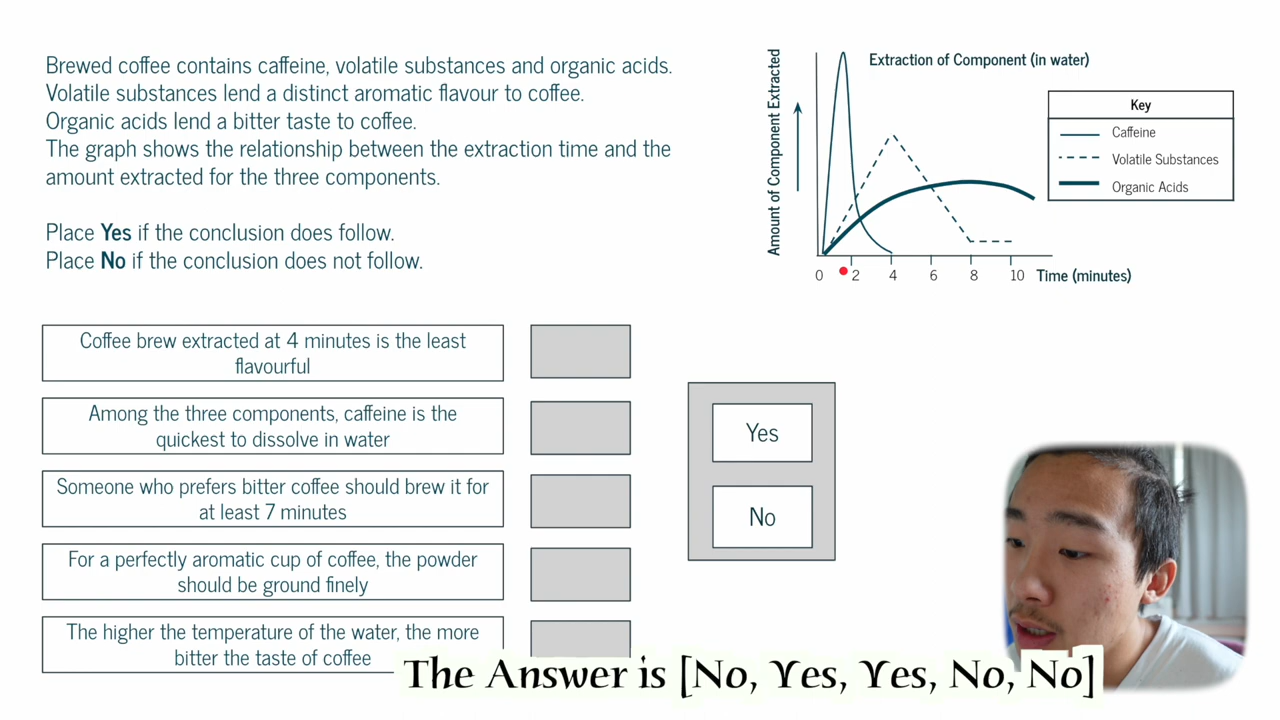 Brewed coffee contains caffeine, volatile substances and organic acids.
Volatile substances lend a distinct aromatic flavour to coffee.
Organic acids lend a bitter taste to coffee.
The graph shows the relationship between the extraction time and the
amount extracted for the three components.
Place Yes if the conclusion does follow.
Place No if the conclusion does not follow.
Extraction of Component (in water)
Amount of Component Extracted
Key
Caffeine
Volatile Substances
Organic Acids
0 2 4 6 8 10 Time (minutes)
Coffee brew extracted at 4 minutes is the least
flavourful
Among the three components, caffeine is the
quickest to dissolve in water
Someone who prefers bitter coffee should brew it for
at least 7 minutes
For a perfectly aromatic cup of coffee, the powder
should be ground finely
The higher the temperature of the water, the more
bitter the taste of coffee
Yes
No
The Answer is [No, Yes, Yes, No, No]